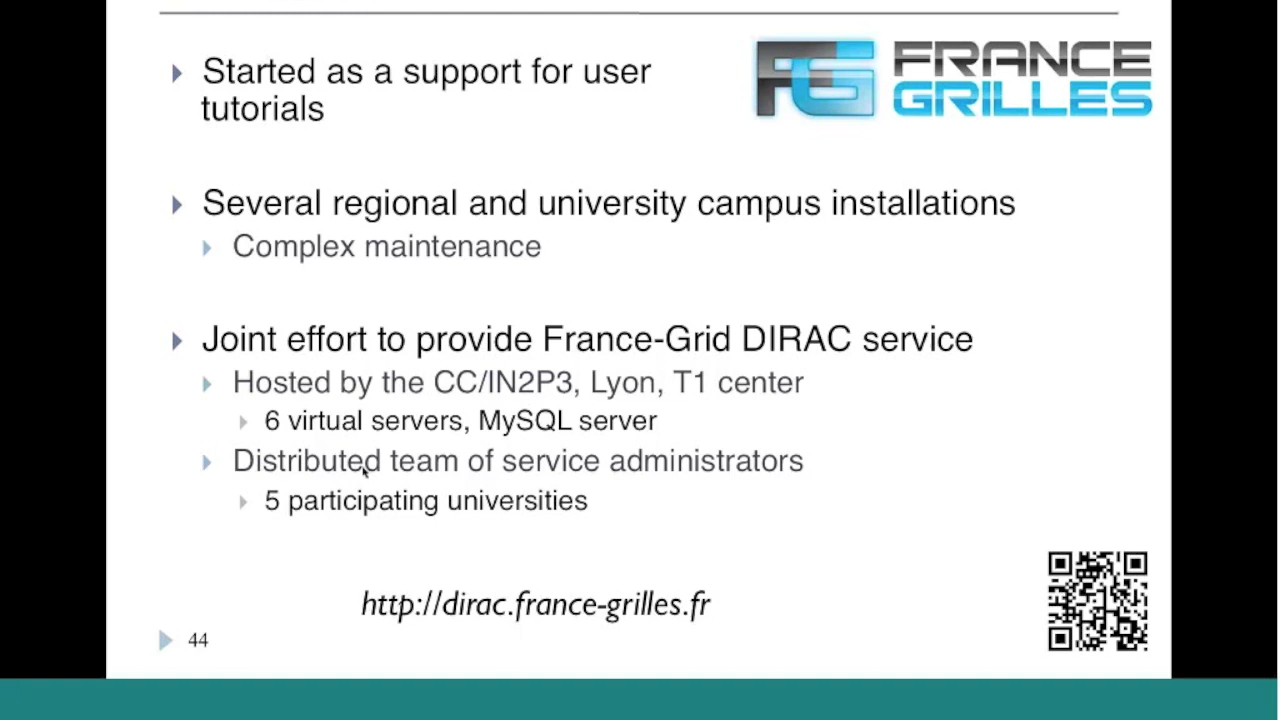 Started as a support for user
tutorials
FG FRANCE
GRILLES
Several regional and university campus installations
Complex maintenance
Joint effort to provide France-Grid DIRAC service
Hosted by the CC/IN2P3, Lyon, T1 center
6 virtual servers, MySQL server
Distributed team of service administrators
5 participating universities
http://dirac.france-grilles.fr
44